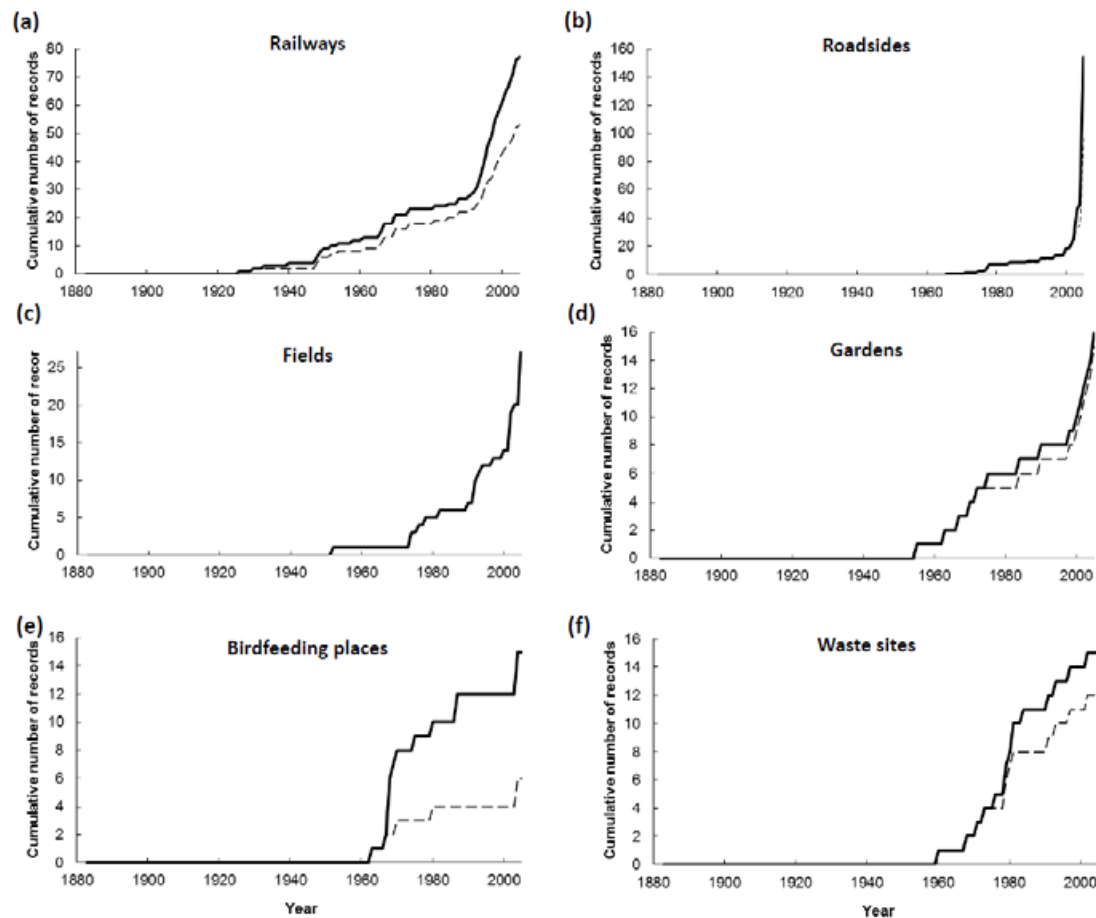 (a)
Railways
Cumulative number of records
80
70
60
50
40
30
20
10
0
1880 1900 1920 1940 1960 1980 2000
(b)
Roadsides
Cumulative number of records
160
140
120
100
80
60
40
20
0
1880 1900 1920 1940 1960 1980 2000
(c)
Fields
Cumulative number of recor
25
20
15
10
5
0
1880 1900 1920 1940 1960 1980 2000
(d)
Gardens
Cumulative number of records
16
14
12
10
8
6
4
2
0
1880 1900 1920 1940 1960 1980 2000
(e)
Birdfeeding places
Cumulative number of records
16
14
12
10
8
6
4
2
0
1880 1900 1920 1940 1960 1980 2000
Year
(f)
Waste sites
Cumulative number of records
16
14
12
10
8
6
4
2
0
1880 1900 1920 1940 1960 1980 2000
Year